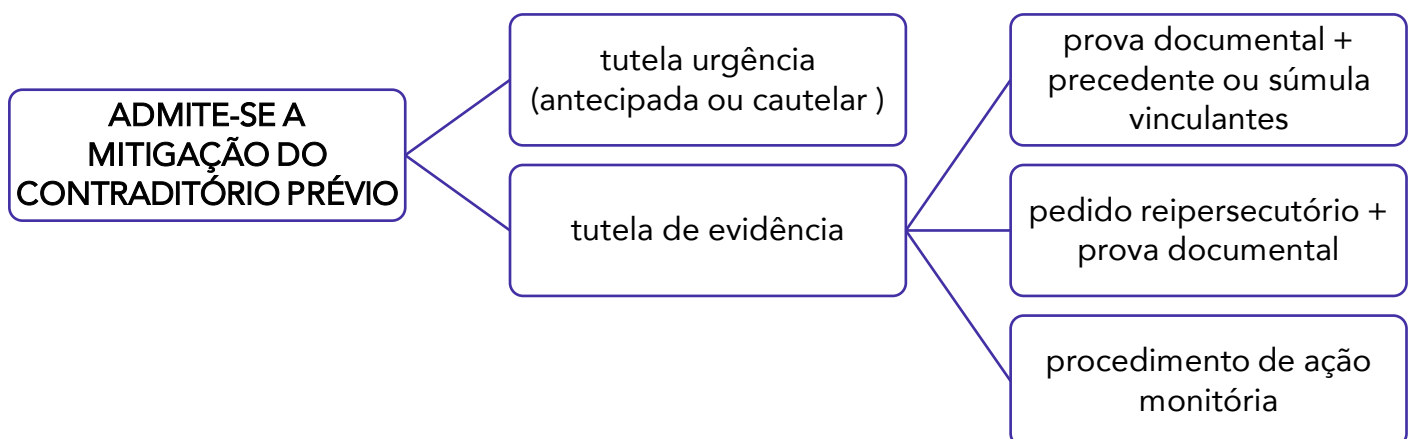 ADMITE-SE A
MITIGAÇÃO DO
CONTRADITÓRIO PRÉVIO
tutela urgência
(antecipada ou cautelar )
tutela de evidência
prova documental +
precedente ou súmula
vinculantes
pedido reipersecutório +
prova documental
procedimento de ação
monitória